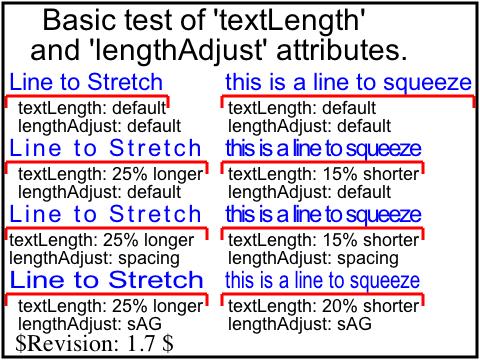 Basic test of 'textLength'
and 'lengthAdjust' attributes.
Line to Stretch
textLength: default
lengthAdjust: default
this is a line to squeeze
textLength: default
lengthAdjust: default
Line to Stretch
textLength: 25% longer
lengthAdjust: default
this is a line to squeeze
textLength: 15% shorter
lengthAdjust: default
Line to Stretch
textLength: 25% longer
lengthAdjust: spacing
this is a line to squeeze
textLength: 15% shorter
lengthAdjust: spacing
Line to Stretch
textLength: 25% longer
lengthAdjust: sAG
this is a line to squeeze
textLength: 20% shorter
lengthAdjust: sAG
$Revision: 1.7 $